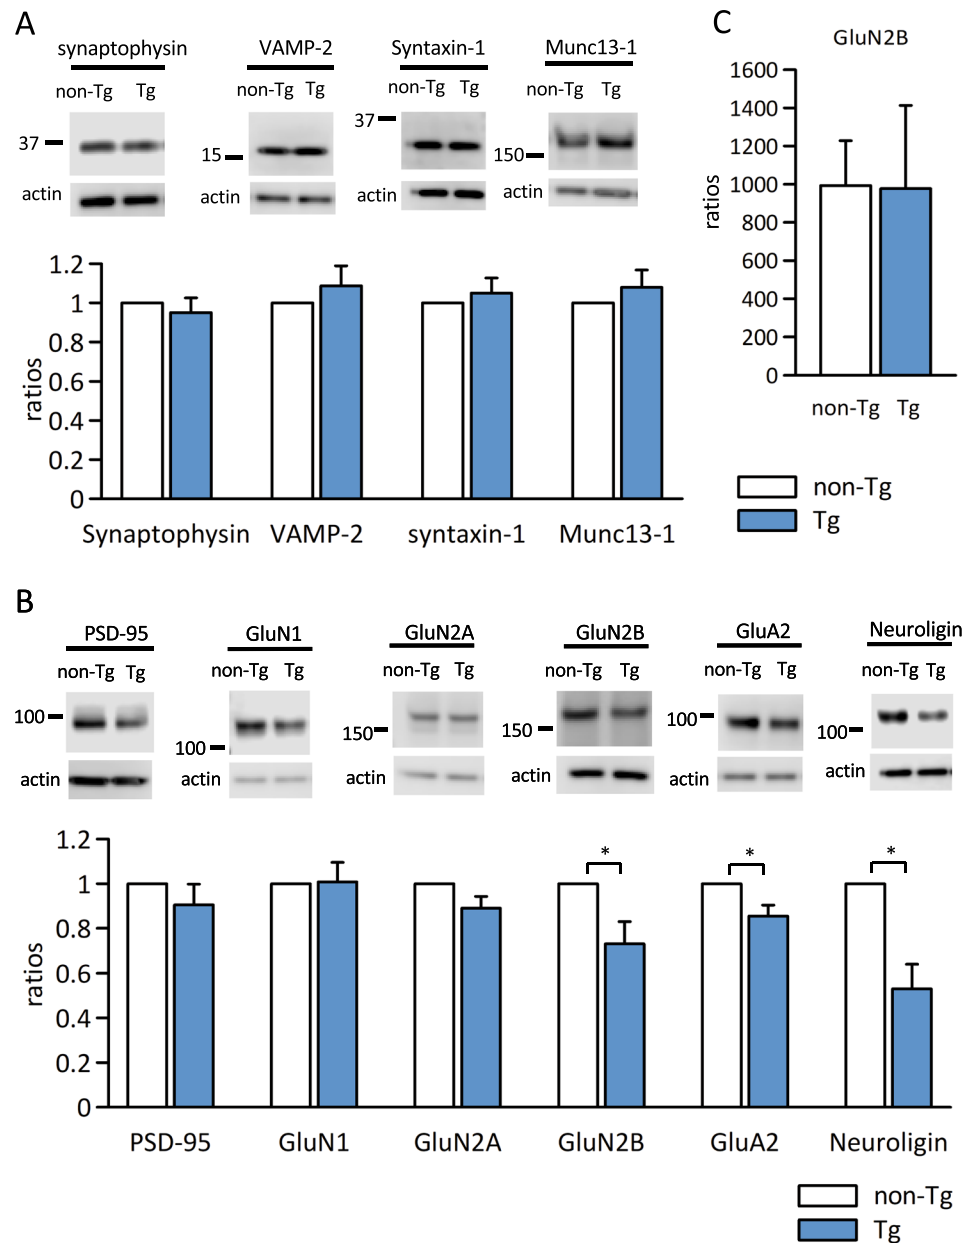 A
synaptophysin VAMP-2 Syntaxin-1 Munc13-1
non-Tg Tg non-Tg Tg non-Tg Tg non-Tg Tg
37 15 37 150
actin actin actin actin
1.2
1
0.8
0.6
0.4
0.2
0
ratios
Synaptophysin VAMP-2 syntaxin-1 Munc13-1
C
GluN2B
1600
1400
1200
1000
800
600
400
200
0
ratios
non-Tg Tg
non-Tg
Tg
B
PSD-95 GluN1 GluN2A GluN2B GluA2 Neuroligin
non-Tg Tg non-Tg Tg non-Tg Tg non-Tg Tg non-Tg Tg non-Tg Tg
100 100 150 150 100 100
actin actin actin actin actin actin
1.2
1
0.8
0.6
0.4
0.2
0
ratios
* * *
PSD-95 GluN1 GluN2A GluN2B GluA2 Neuroligin
non-Tg
Tg